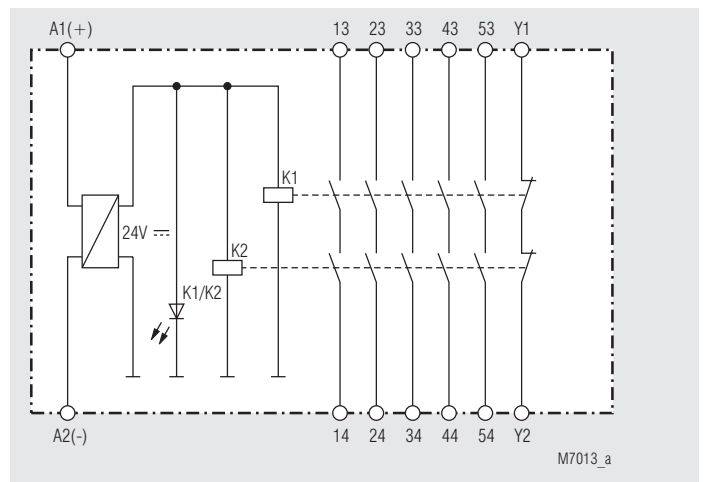 A1(+) 13 23 33 43 53 Y1
K1
24V
K2
K1/K2
A2(-) 14 24 34 44 54 Y2
M7013_a